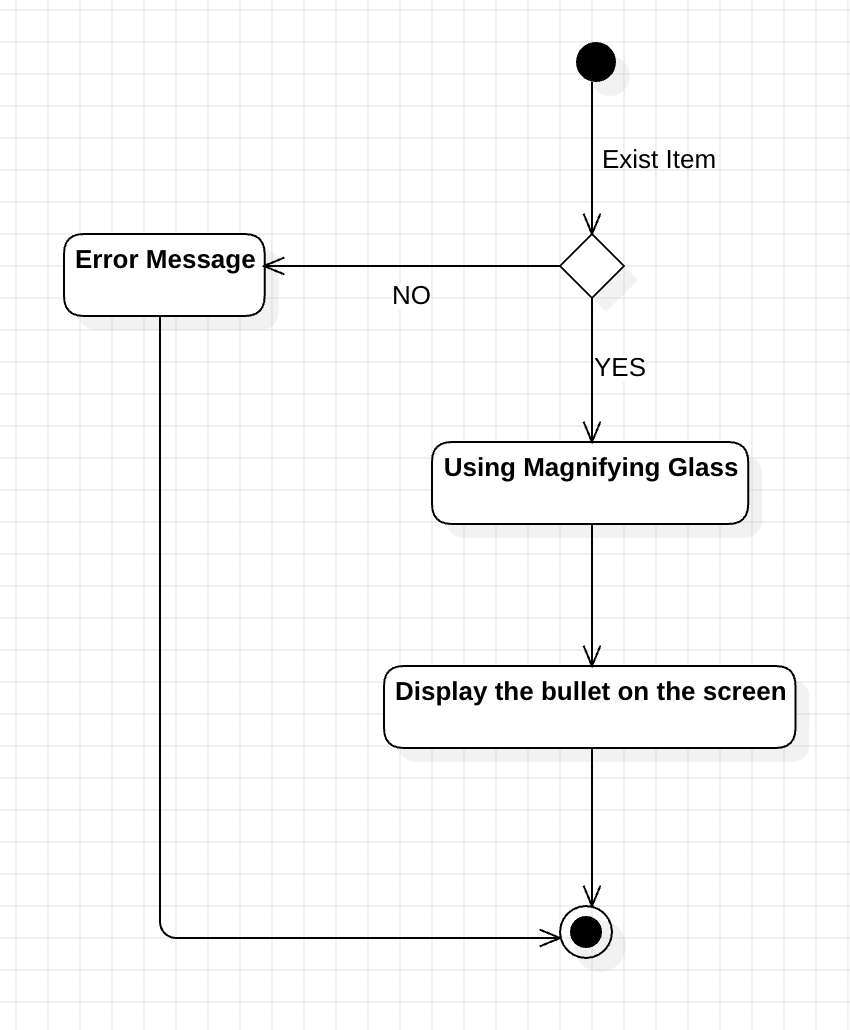 Exist Item
Error Message
NO
YES
Using Magnifying Glass
Display the bullet on the screen